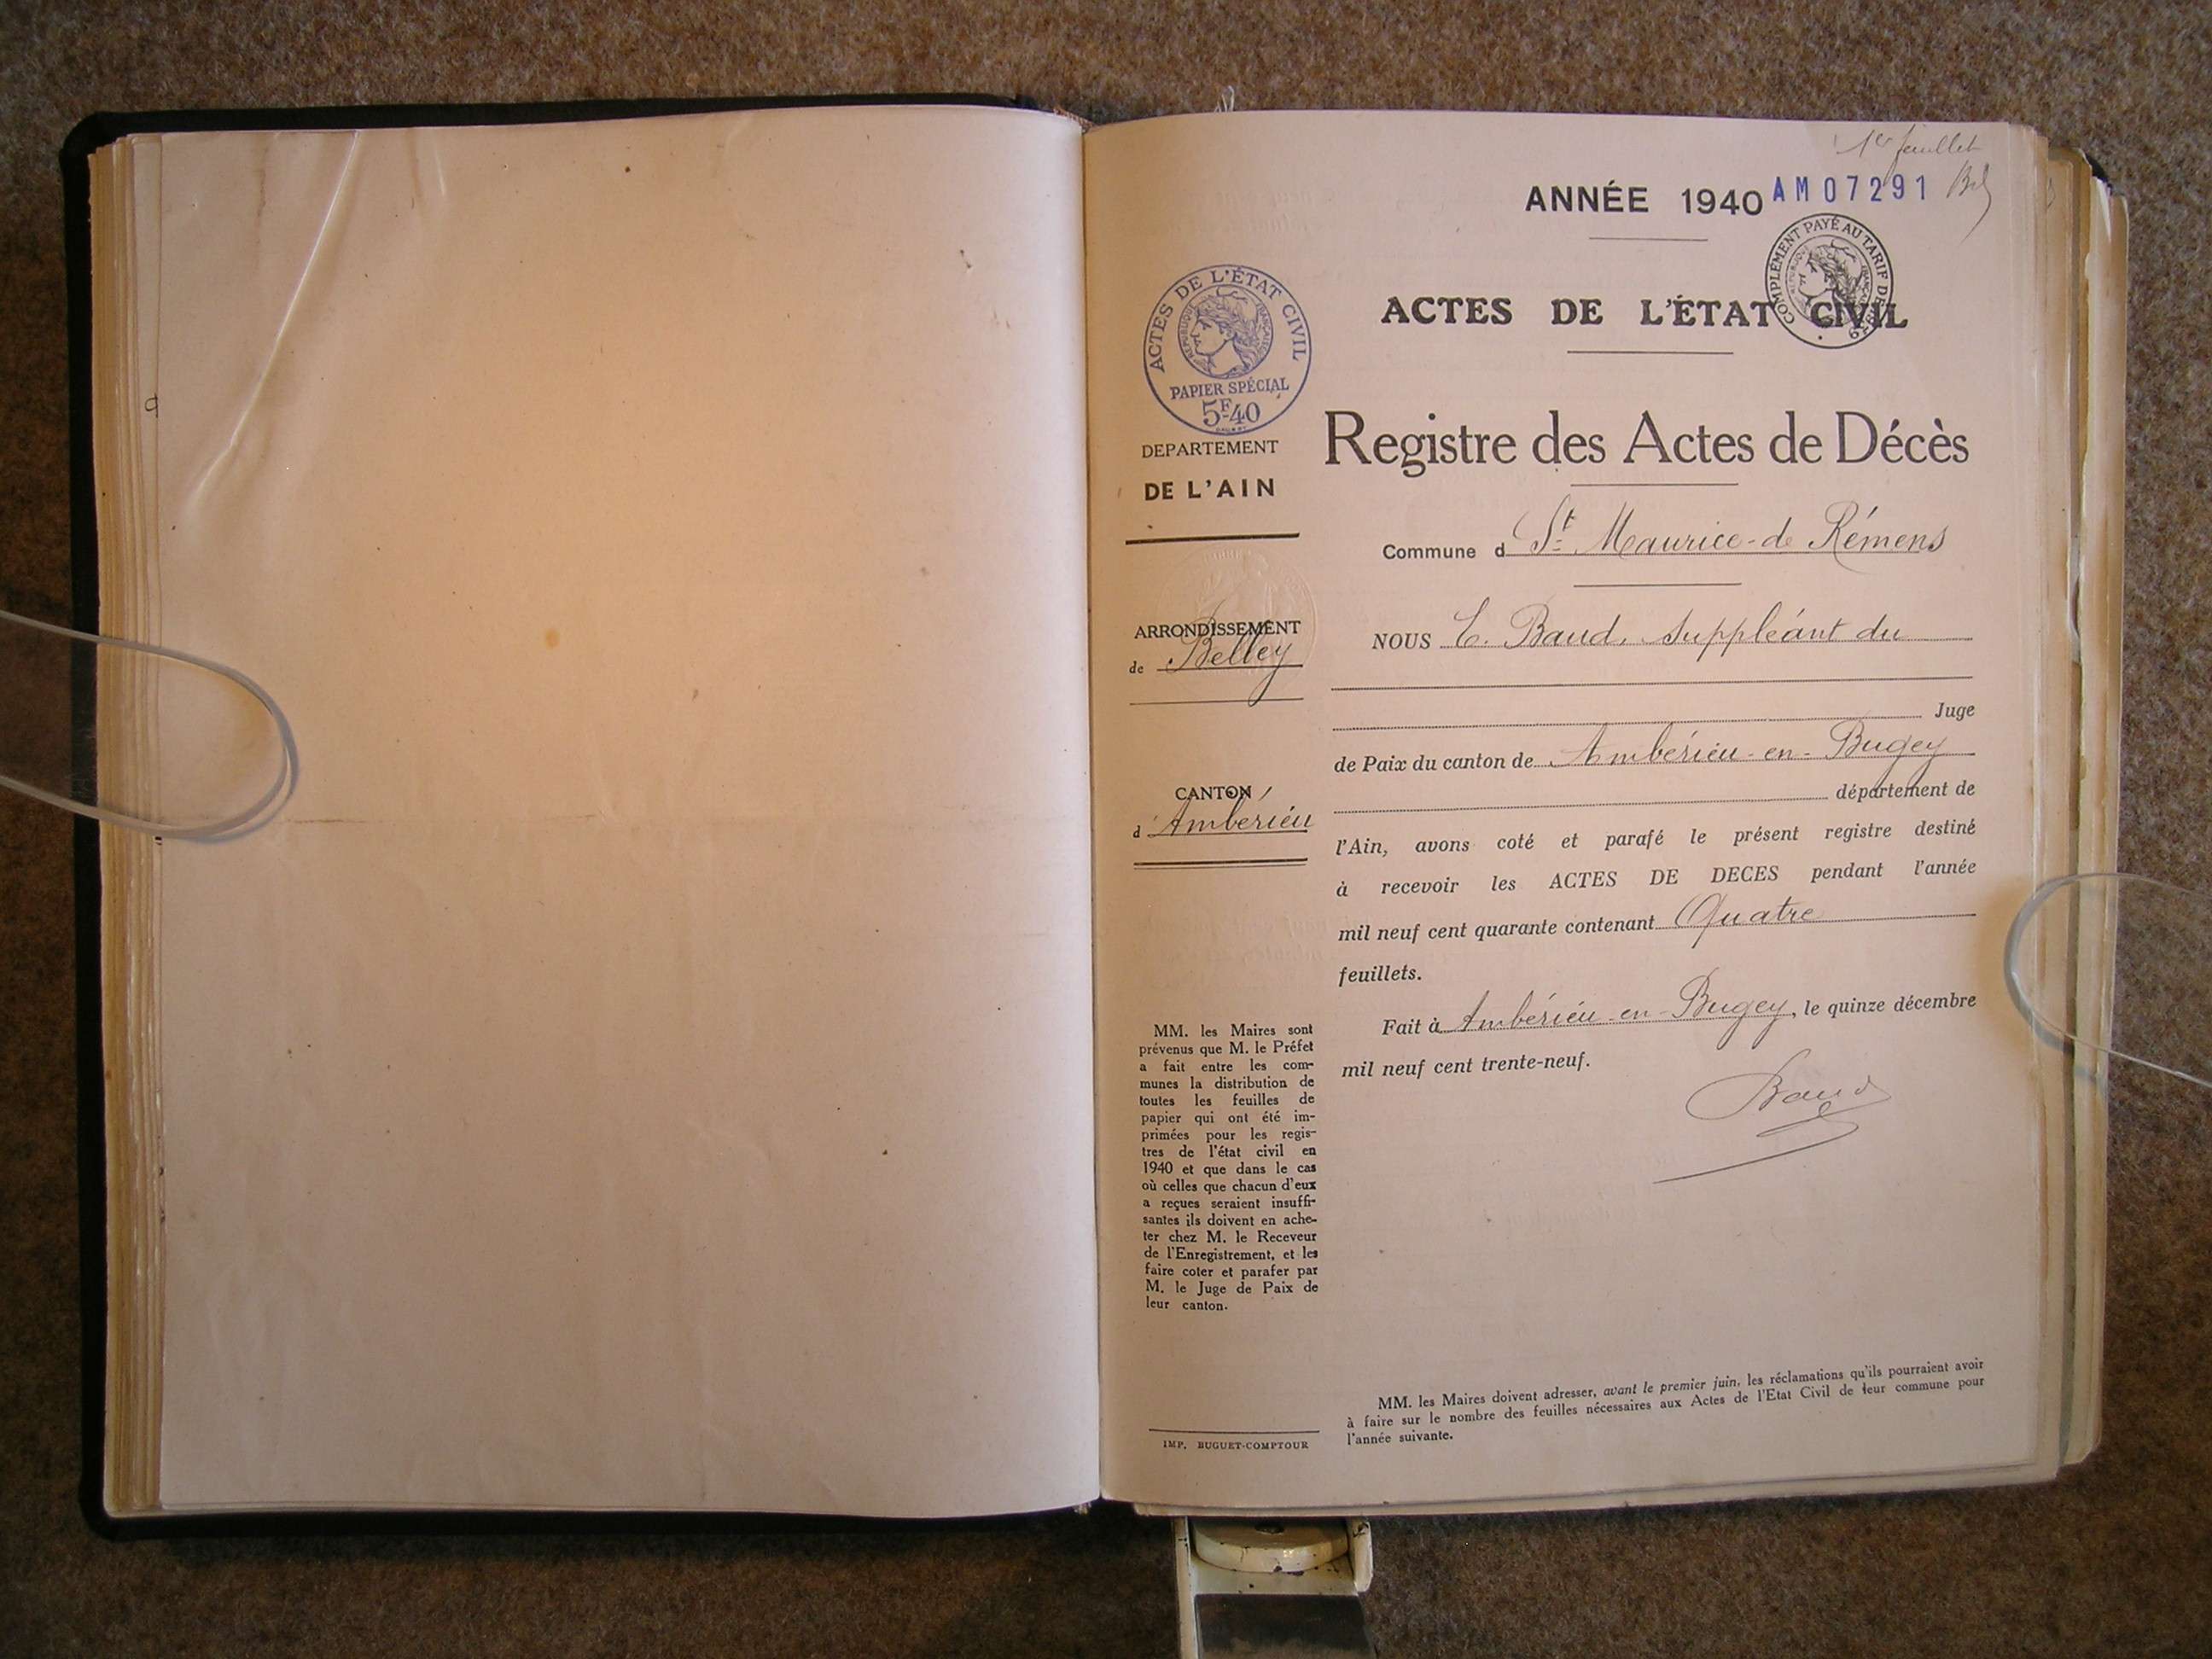 1er feuillet
ANNÉE 1940 AM07291
COMPLÉMENT PAYÉ AU TARIF DE 1939
RÉPUBLIQUE FRANÇAISE
ACTES DE L'ÉTAT CIVIL
RÉPUBLIQUE FRANÇAISE
PAPIER SPÉCIAL
5F40
DEPARTEMENT
DE L'AIN
ARRONDISSEMENT
de Belley
CANTON
d'Ambérieu
MM. les Maires sont
prévenus que M. le Préfet
a fait entre les com-
munes la distribution de
toutes les feuilles de
papier qui ont été im-
primées pour les regis-
tres de l'état civil en
1940 et que dans le cas
où celles que chacun d'eux
a reçues seraient insuffi-
santes ils doivent en ache-
ter chez M. le Receveur
de l'Enregistrement, et les
faire coter et parafer par
M. le Juge de Paix de
leur canton.
IMP. BUGUET-COMPTOUR
ACTES DE L'ÉTAT CIVIL
Registre des Actes de Décès
Commune d St Maurice-de Rémens
NOUS C. Baud, suppléant du
Juge
de Paix du canton de Ambérieu-en-Bugey
département de
l'Ain, avons coté et parafé le présent registre destiné
à recevoir les ACTES DE DECES pendant l'année
mil neuf cent quarante contenant Quatre
feuillets.
Fait à Ambérieu-en-Bugey, le quinze décembre
mil neuf cent trente-neuf.
Baud
MM. les Maires doivent adresser, avant le premier juin, les réclamations qu'ils pourraient avoir
à faire sur le nombre des feuilles nécessaires aux Actes de l'Etat Civil de leur commune pour
l'année suivante.